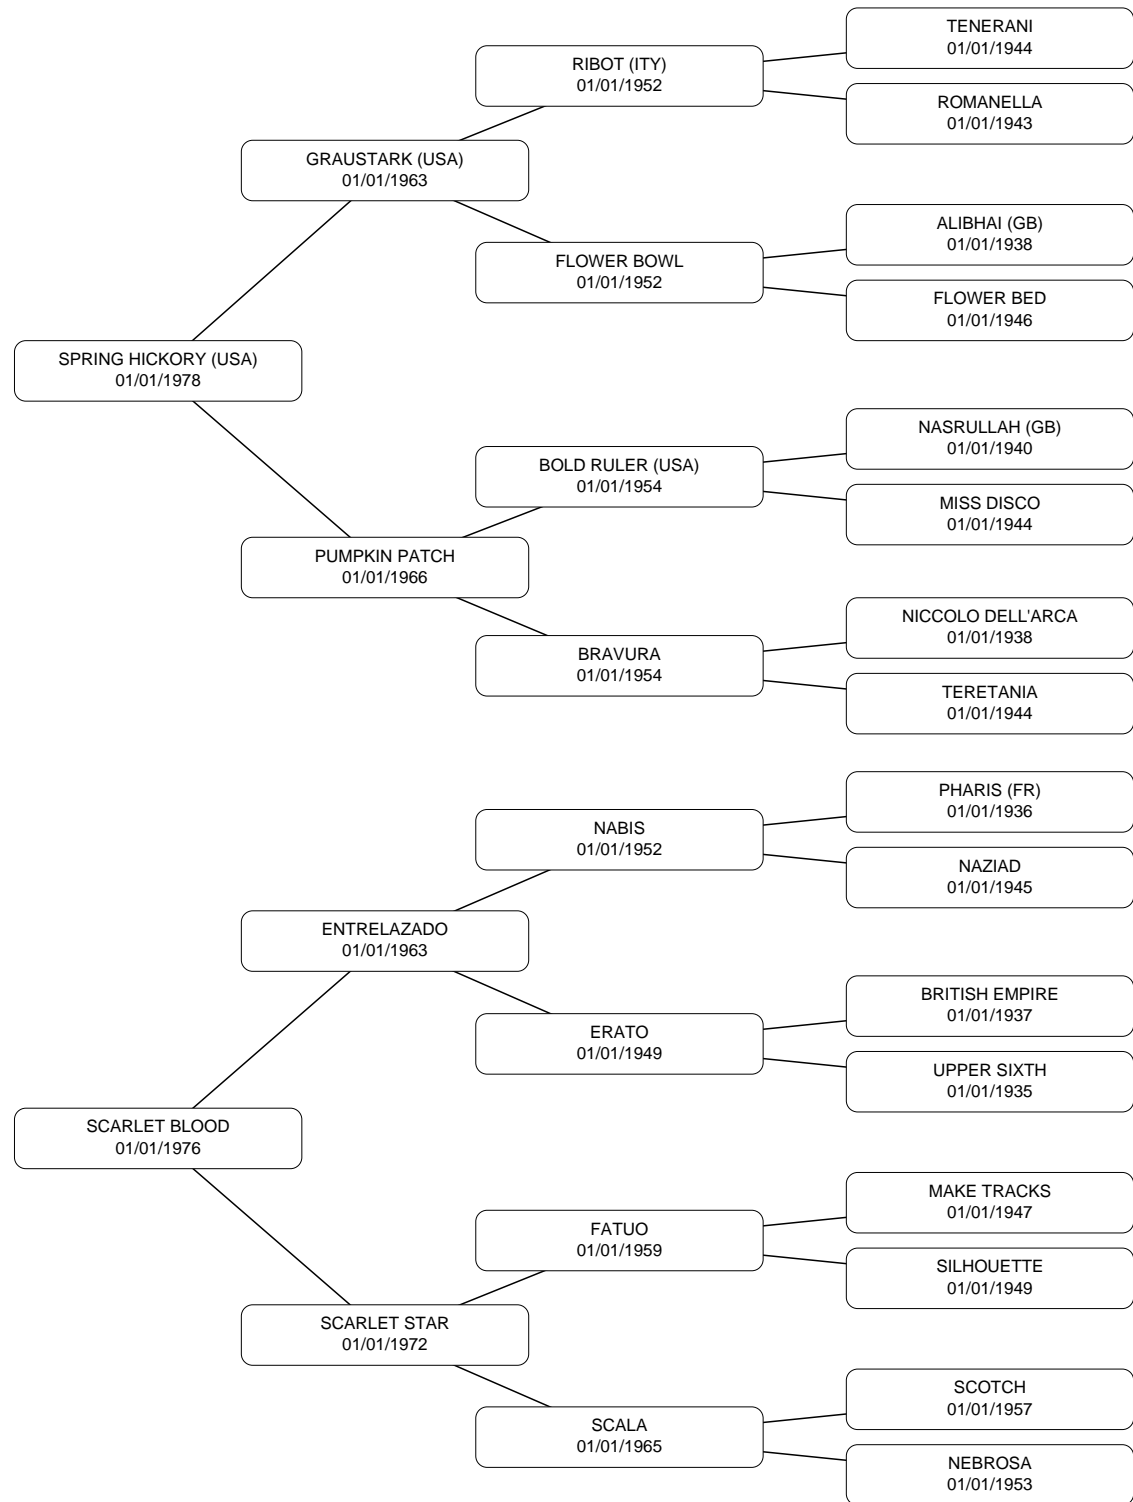 TENERANI
01/01/1944
RIBOT (ITY)
01/01/1952
ROMANELLA
01/01/1943
GRAUSTARK (USA)
01/01/1963
ALIBHAI (GB)
01/01/1938
FLOWER BOWL
01/01/1952
FLOWER BED
01/01/1946
SPRING HICKORY (USA)
01/01/1978
NASRULLAH (GB)
01/01/1940
BOLD RULER (USA)
01/01/1954
MISS DISCO
01/01/1944
PUMPKIN PATCH
01/01/1966
NICCOLO DELL'ARCA
01/01/1938
BRAVURA
01/01/1954
TERETANIA
01/01/1944
PHARIS (FR)
01/01/1936
NABIS
01/01/1952
NAZIAD
01/01/1945
ENTRELAZADO
01/01/1963
BRITISH EMPIRE
01/01/1937
ERATO
01/01/1949
UPPER SIXTH
01/01/1935
SCARLET BLOOD
01/01/1976
MAKE TRACKS
01/01/1947
FATUO
01/01/1959
SILHOUETTE
01/01/1949
SCARLET STAR
01/01/1972
SCOTCH
01/01/1957
SCALA
01/01/1965
NEBROSA
01/01/1953